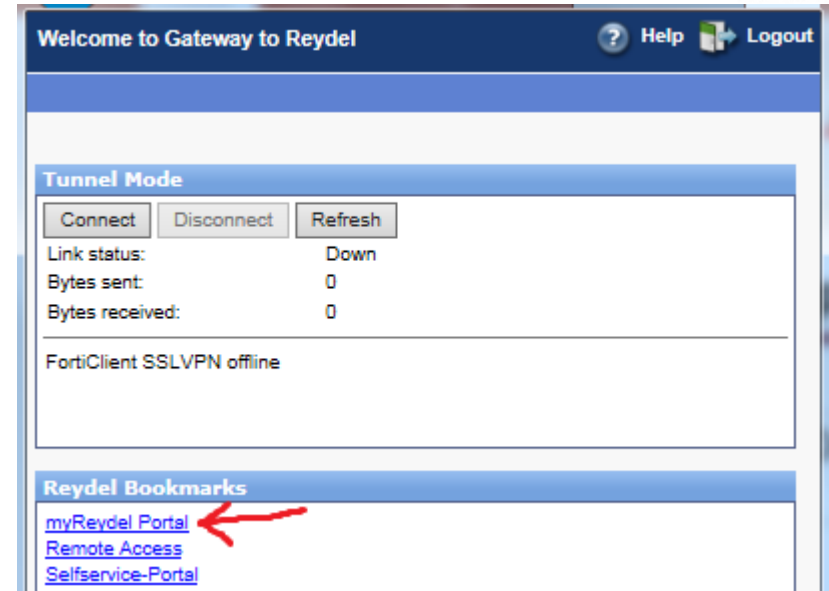 Welcome to Gateway to Reydel Help Logout
Tunnel Mode
Connect Disconnect Refresh
Link status: Down
Bytes sent: 0
Bytes received: 0
FortiClient SSLVPN offline
Reydel Bookmarks
myReydel Portal
Remote Access
Selfservice-Portal